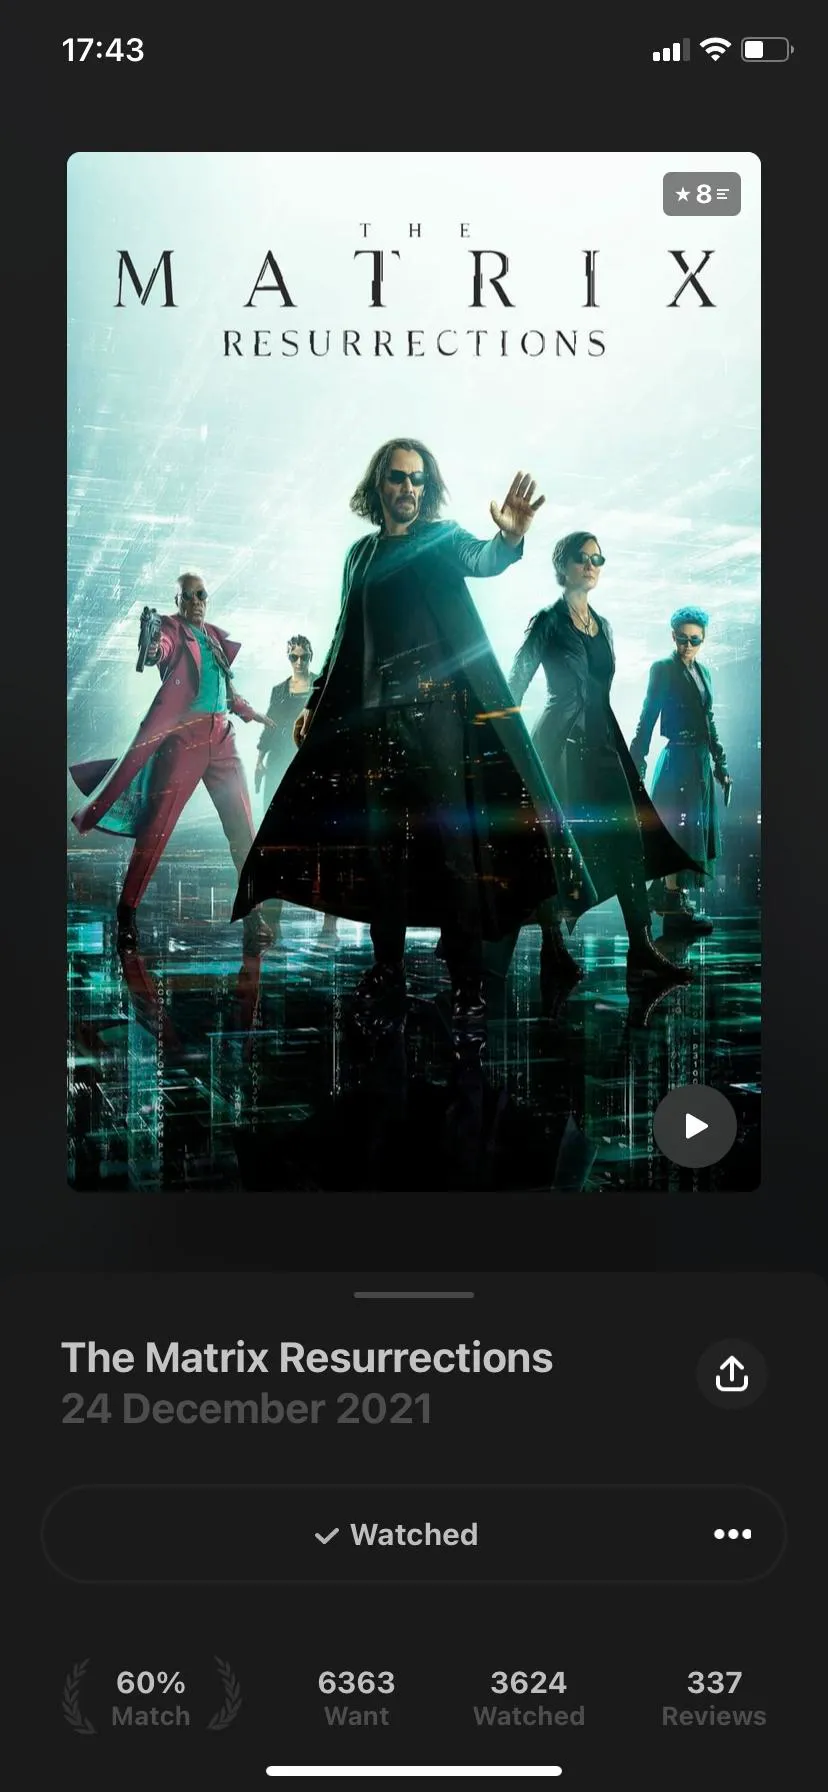 17:43
8
THE
MATRIX
RESURRECTIONS
The Matrix Resurrections
24 December 2021
Watched
60% 6363 3624 337
Match Want Watched Reviews